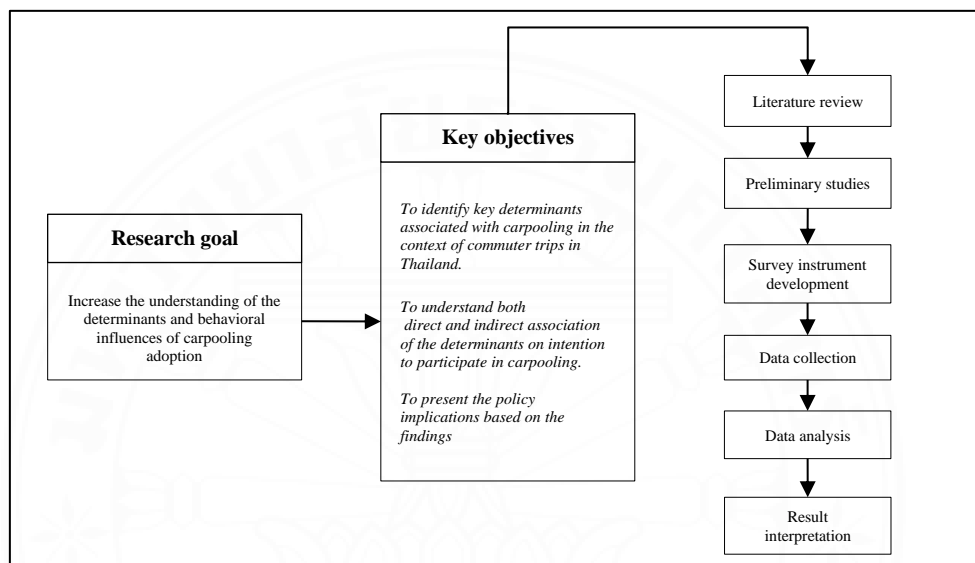 Research goal
Increase the understanding of the
determinants and behavioral
influences of carpooling
adoption
Key objectives
To identify key determinants
associated with carpooling in the
context of commuter trips in
Thailand.
To understand both
direct and indirect association
of the determinants on intention
to participate in carpooling.
To present the policy
implications based on the
findings
Literature review
Preliminary studies
Survey instrument
development
Data collection
Data analysis
Result
interpretation